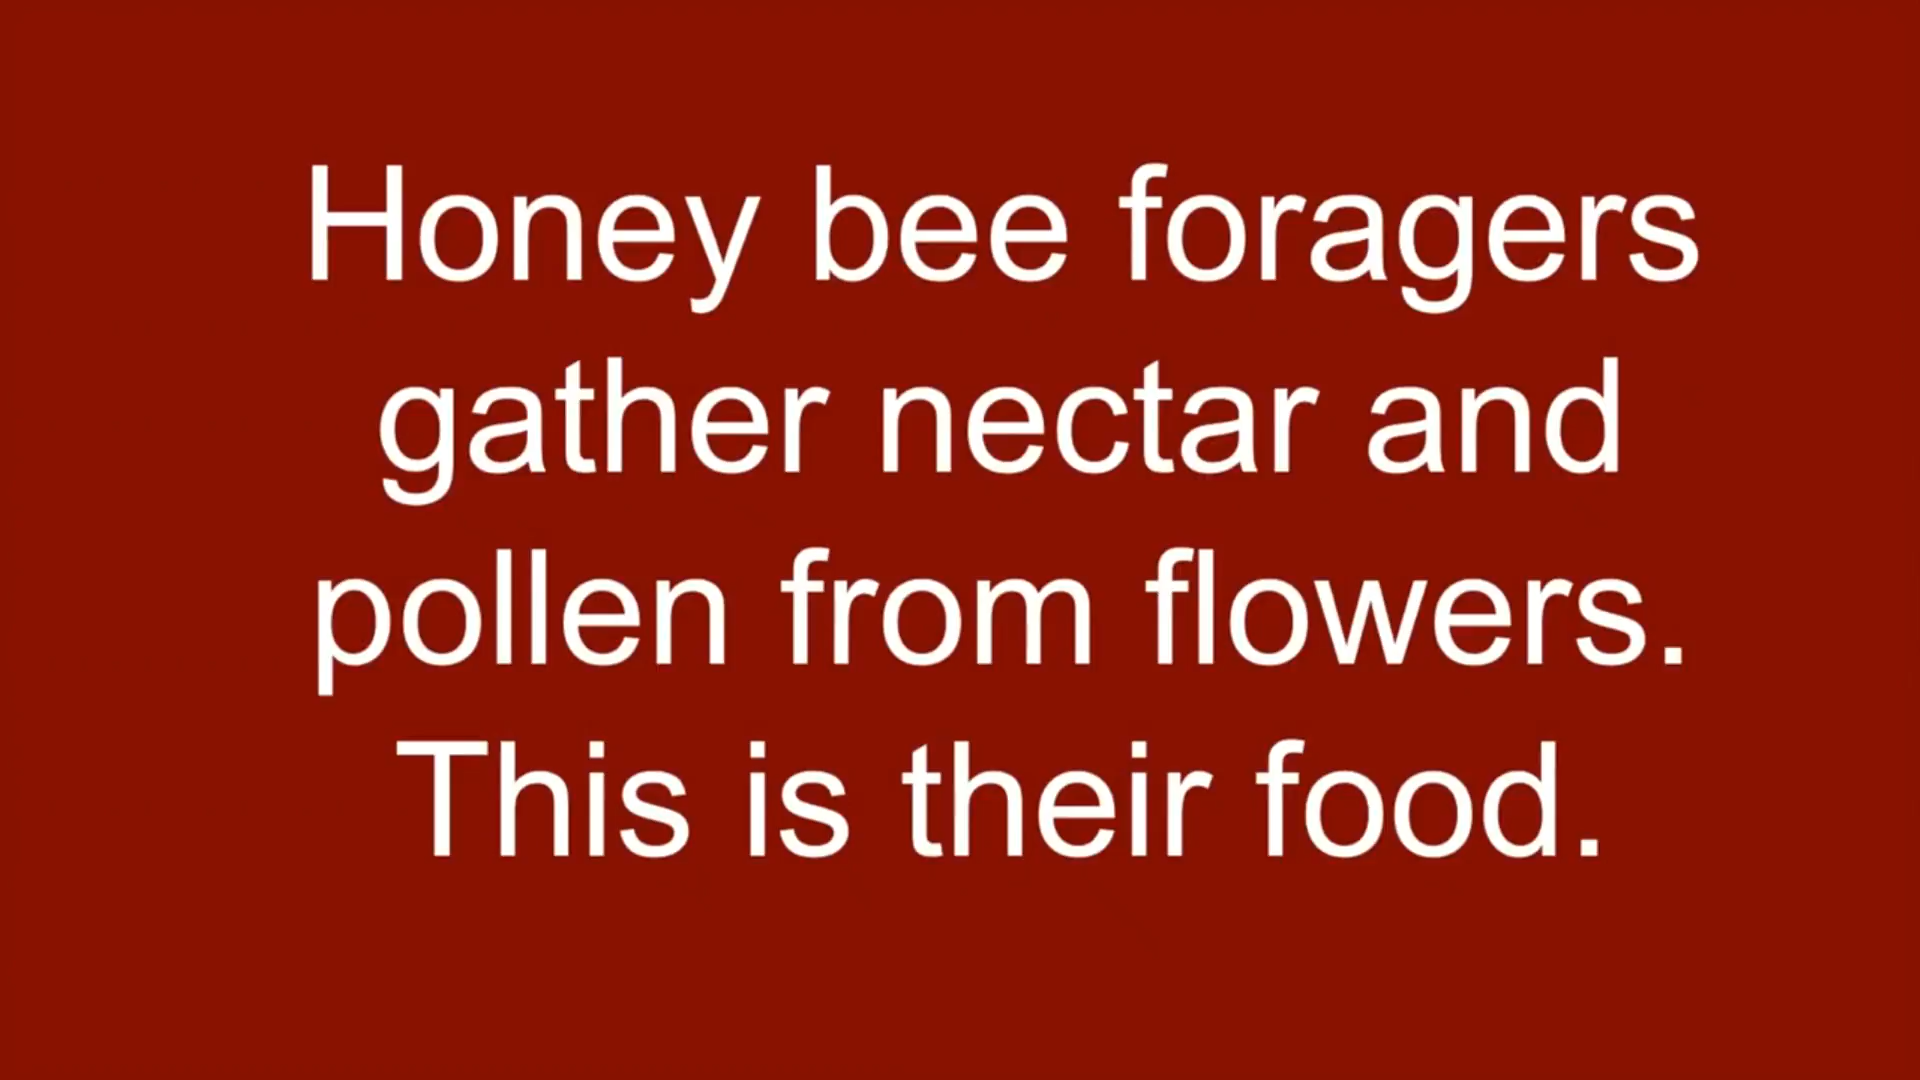 Honey bee foragers
gather nectar and
pollen from flowers.
This is their food.